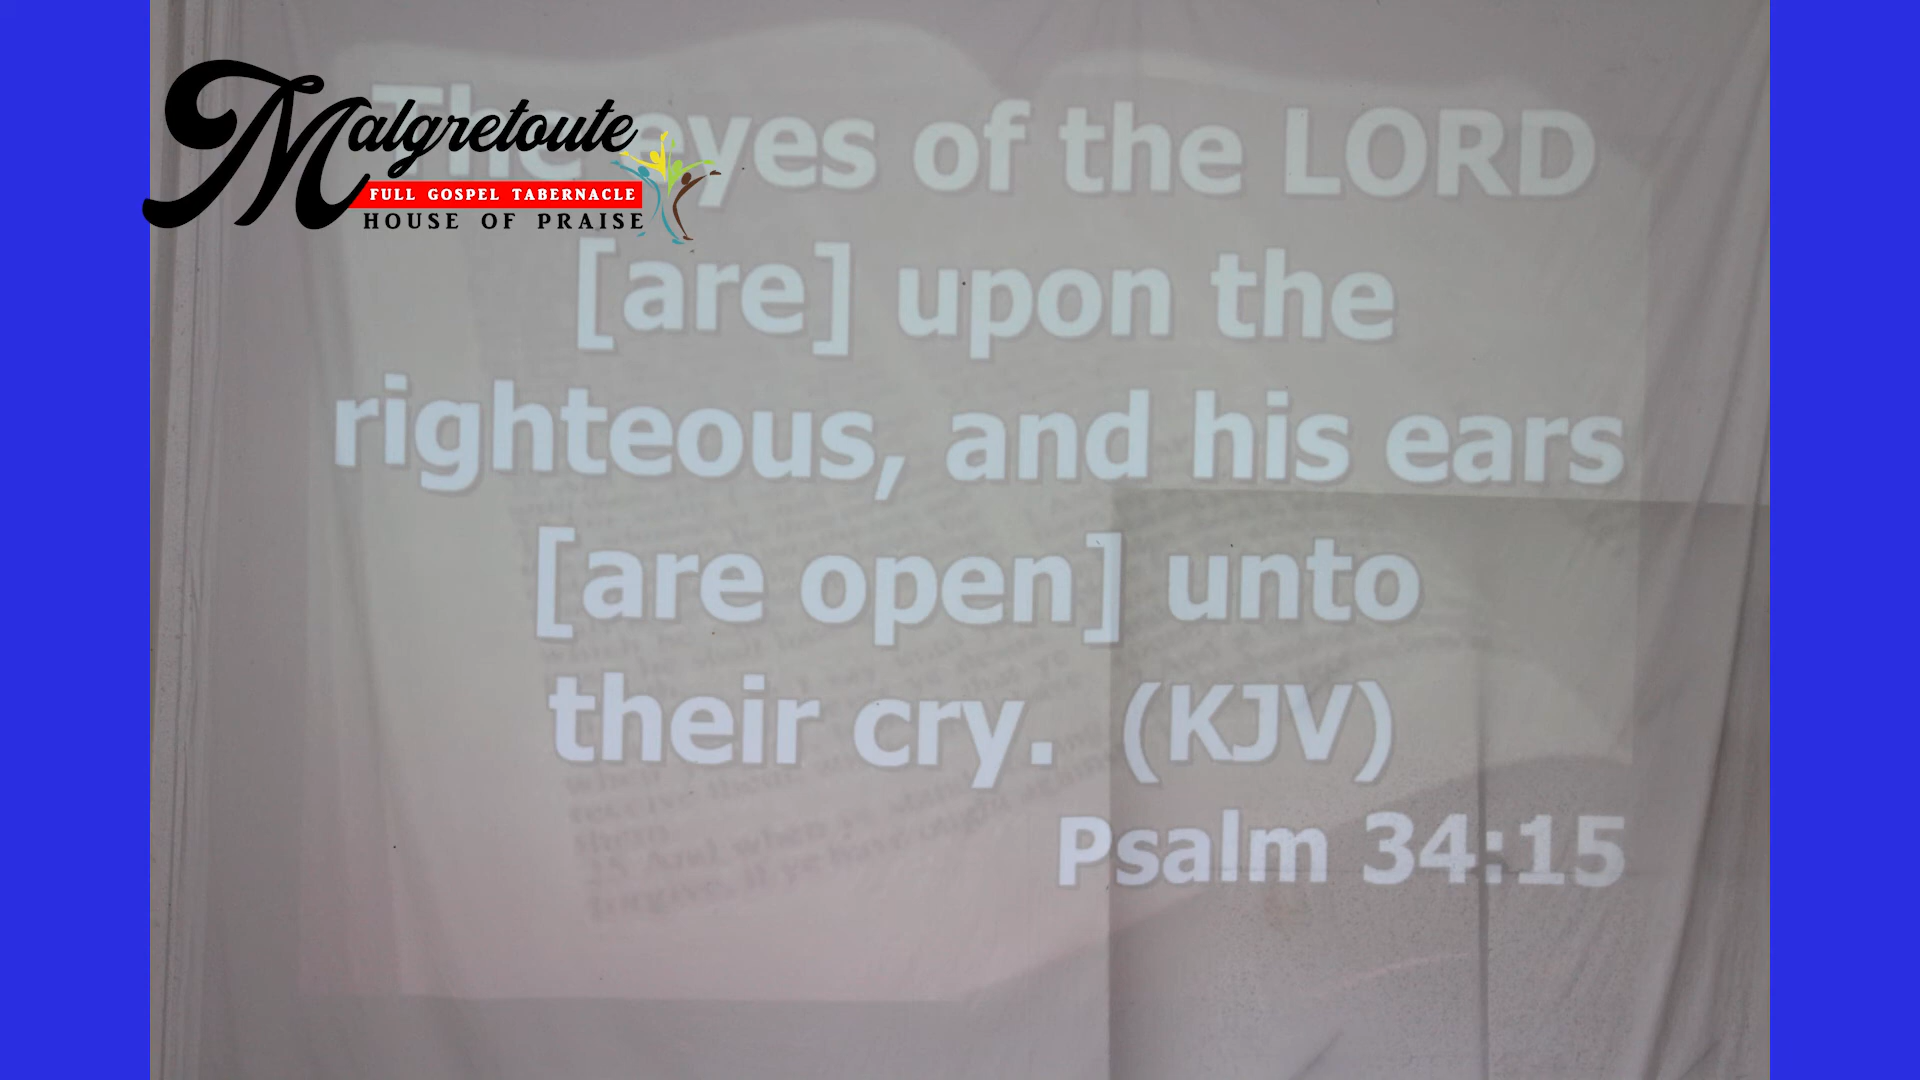 Malgretoute
FULL GOSPEL TABERNACLE
HOUSE OF PRAISE
The eyes of the LORD
[are] upon the
righteous, and his ears
[are open] unto
their cry. (KJV)
Psalm 34:15